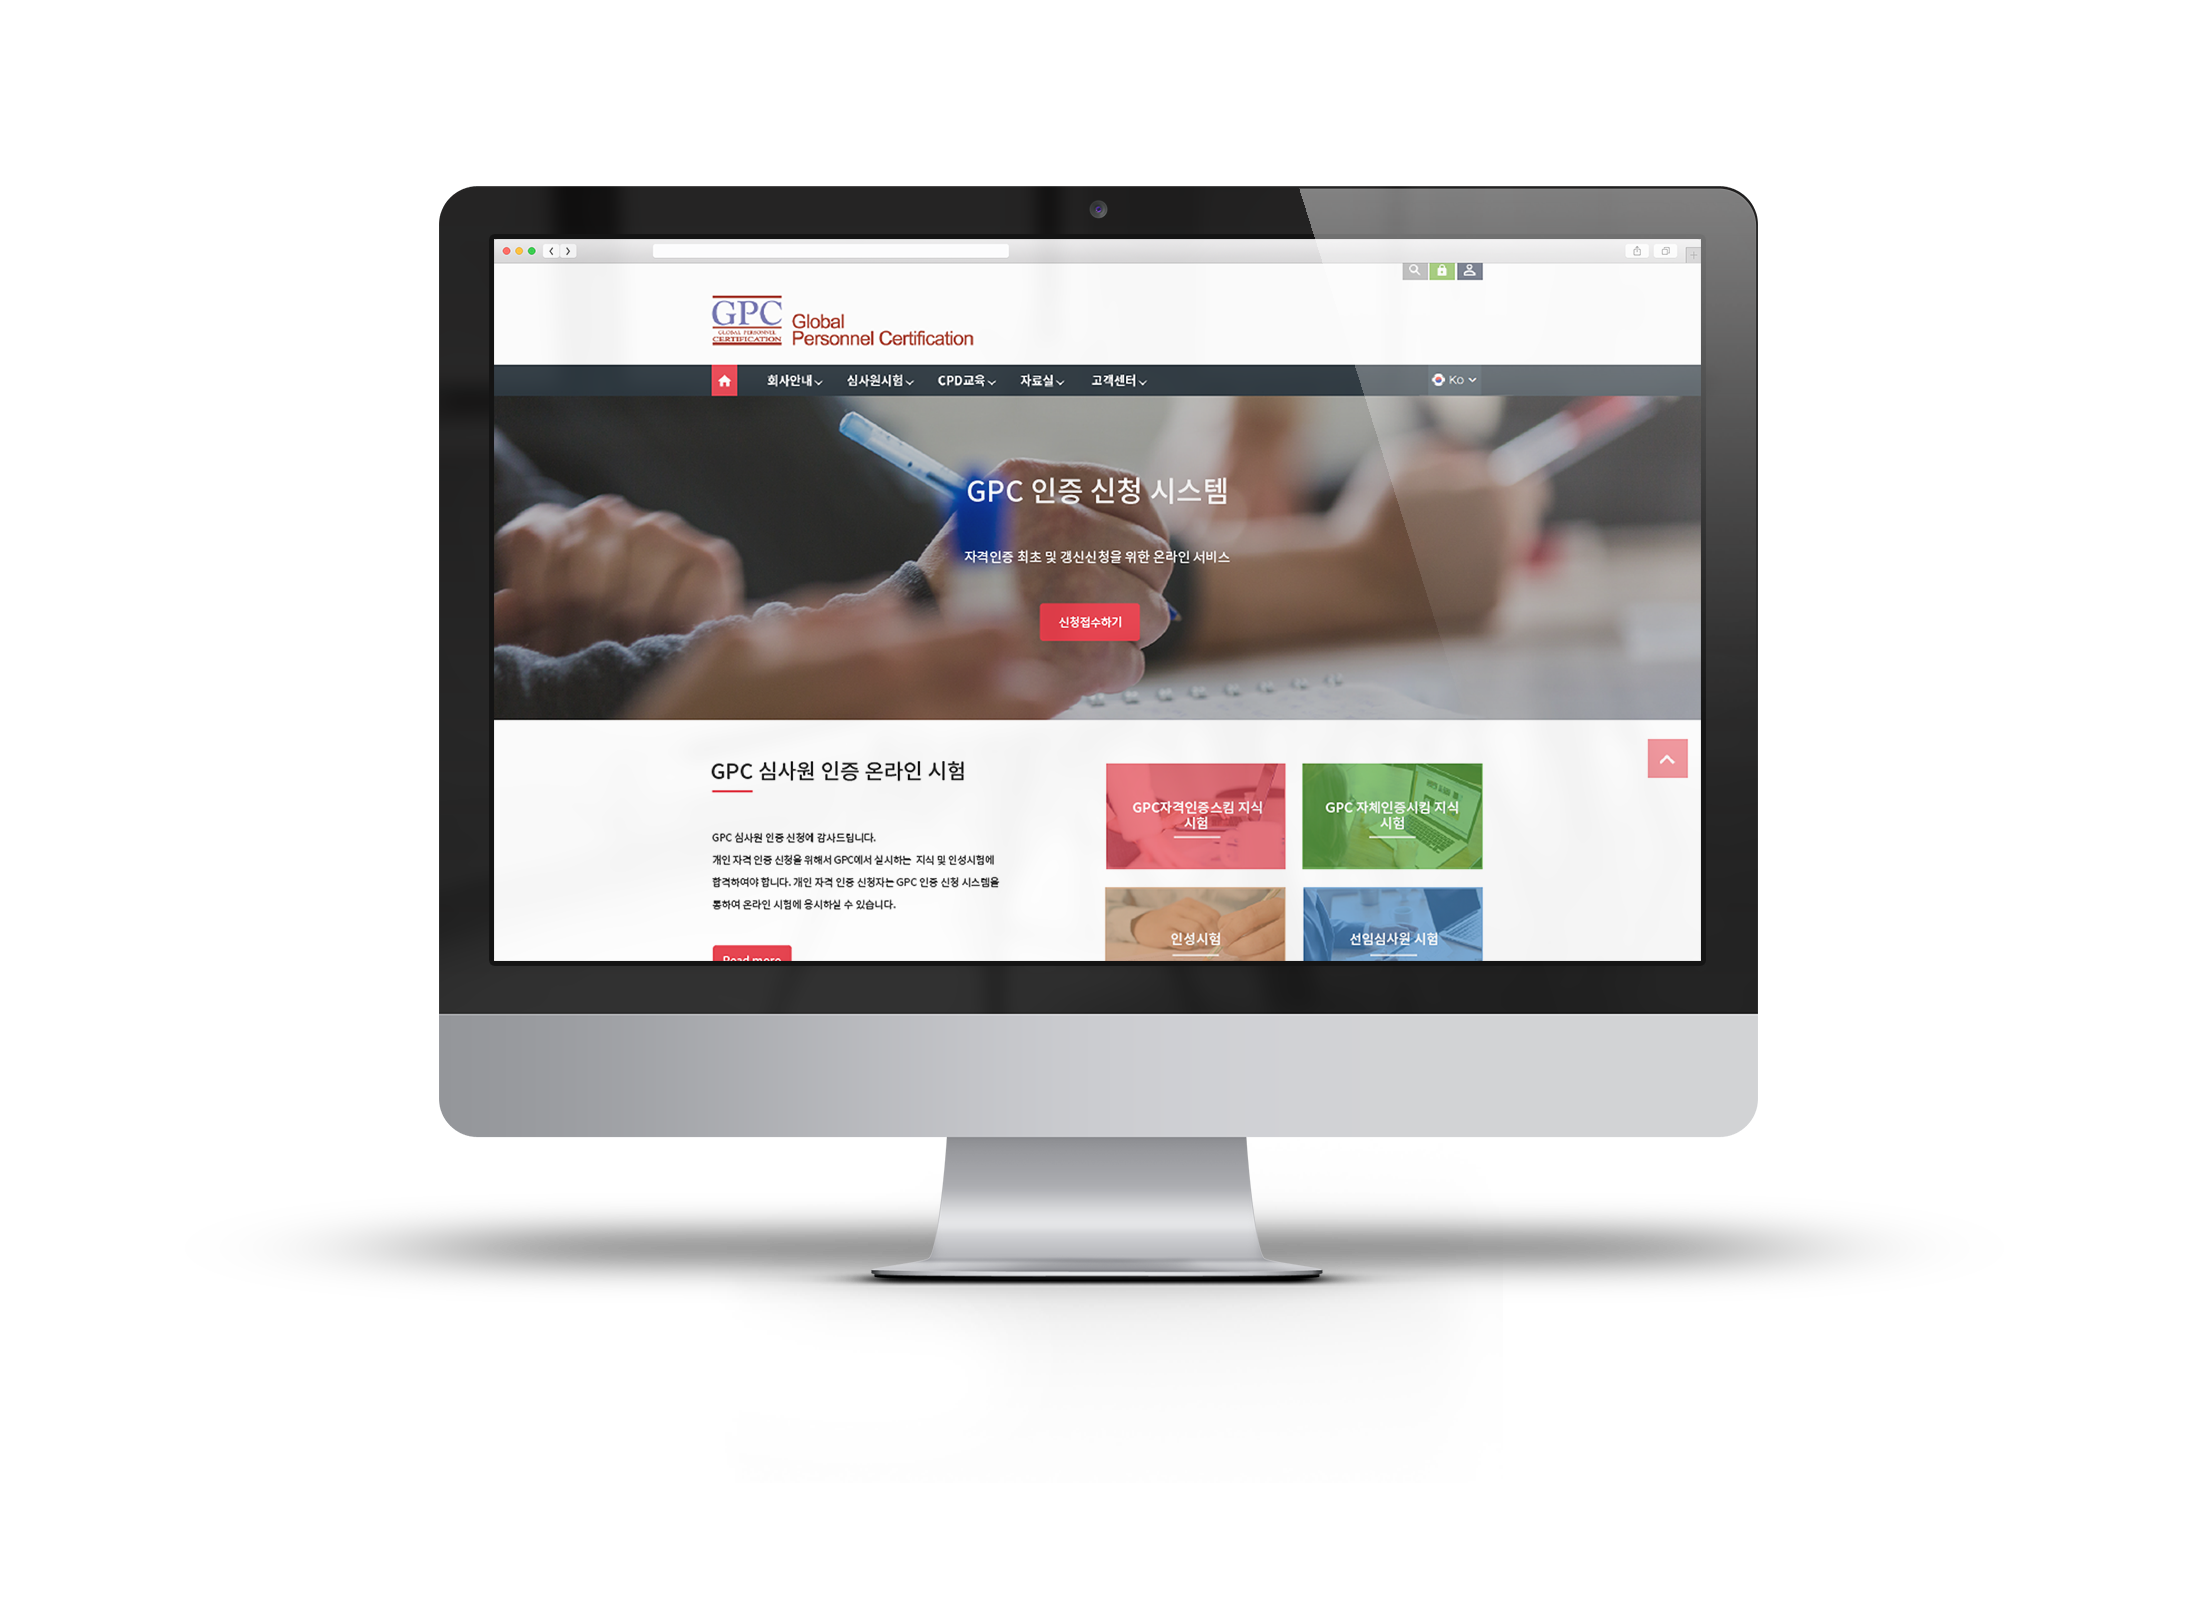 GPC
GLOBAL PERSONNEL
CERTIFICATION
Global
Personnel Certification
회사안내
심사원시험
CPD교육
자료실
고객센터
Ko
GPC 인증 신청 시스템
자격인증 최초 및 갱신신청을 위한 온라인 서비스
신청접수하기
GPC 심사원 인증 온라인 시험
GPC 심사원 인증 신청에 감사드립니다.
개인 자격 인증 신청을 위해서 GPC에서 실시하는 지식 및 인성시험에
합격하여야 합니다. 개인 자격 인증 신청자는 GPC 인증 신청 시스템을
통하여 온라인 시험에 응시하실 수 있습니다.
Read more
GPC자격인증스킴 지식
시험
GPC 자체인증시킴 지식
시험
인성시험
선임심사원 시험